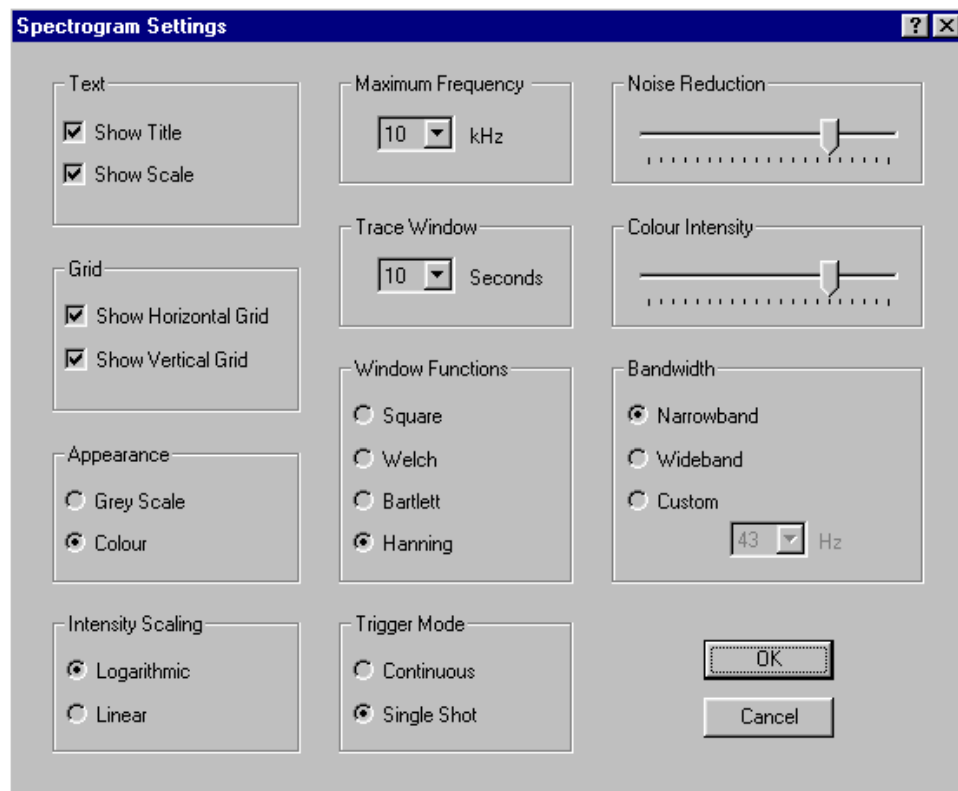 Spectrogram Settings
Text
Show Title
Show Scale
Grid
Show Horizontal Grid
Show Vertical Grid
Appearance
Grey Scale
Colour
Intensity Scaling
Logarithmic
Linear
Maximum Frequency
10 kHz
Trace Window
10 Seconds
Window Functions
Square
Welch
Bartlett
Hanning
Trigger Mode
Continuous
Single Shot
Noise Reduction
Colour Intensity
Bandwidth
Narrowband
Wideband
Custom
43 Hz
OK
Cancel